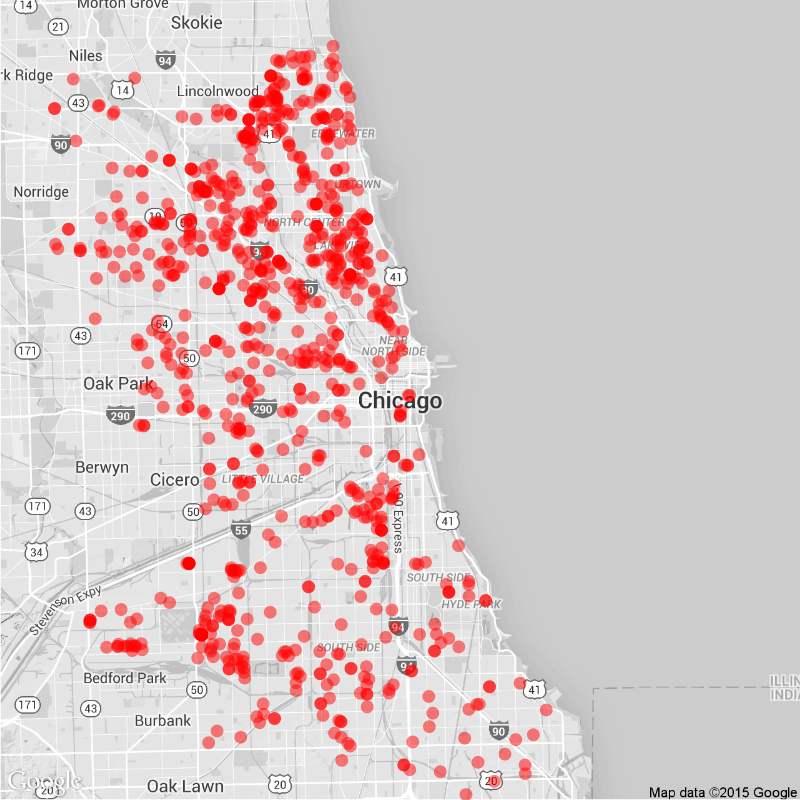 14
Morton Grove
21
Skokie
Niles
94
rk Ridge
14
Lincolnwood
43
41
EDGEWATER
90
Norridge
UPTOWN
19
NORTH CENTER
LAKEVIEW
41
90
64
43
NEAR
NORTH SIDE
171
50
Oak Park
290
290
Chicago
Berwyn
Cicero
LITTLE VILLAGE
171
43
50
55
41
I-90 Express
34
SOUTH SIDE
Stevenson Expy
HYDE PARK
94
SOUTH SIDE
94
Bedford Park
50
41
ILLIN
INDIA
171
43
Burbank
90
Google
20
Oak Lawn
20
20
Map data ©2015 Google